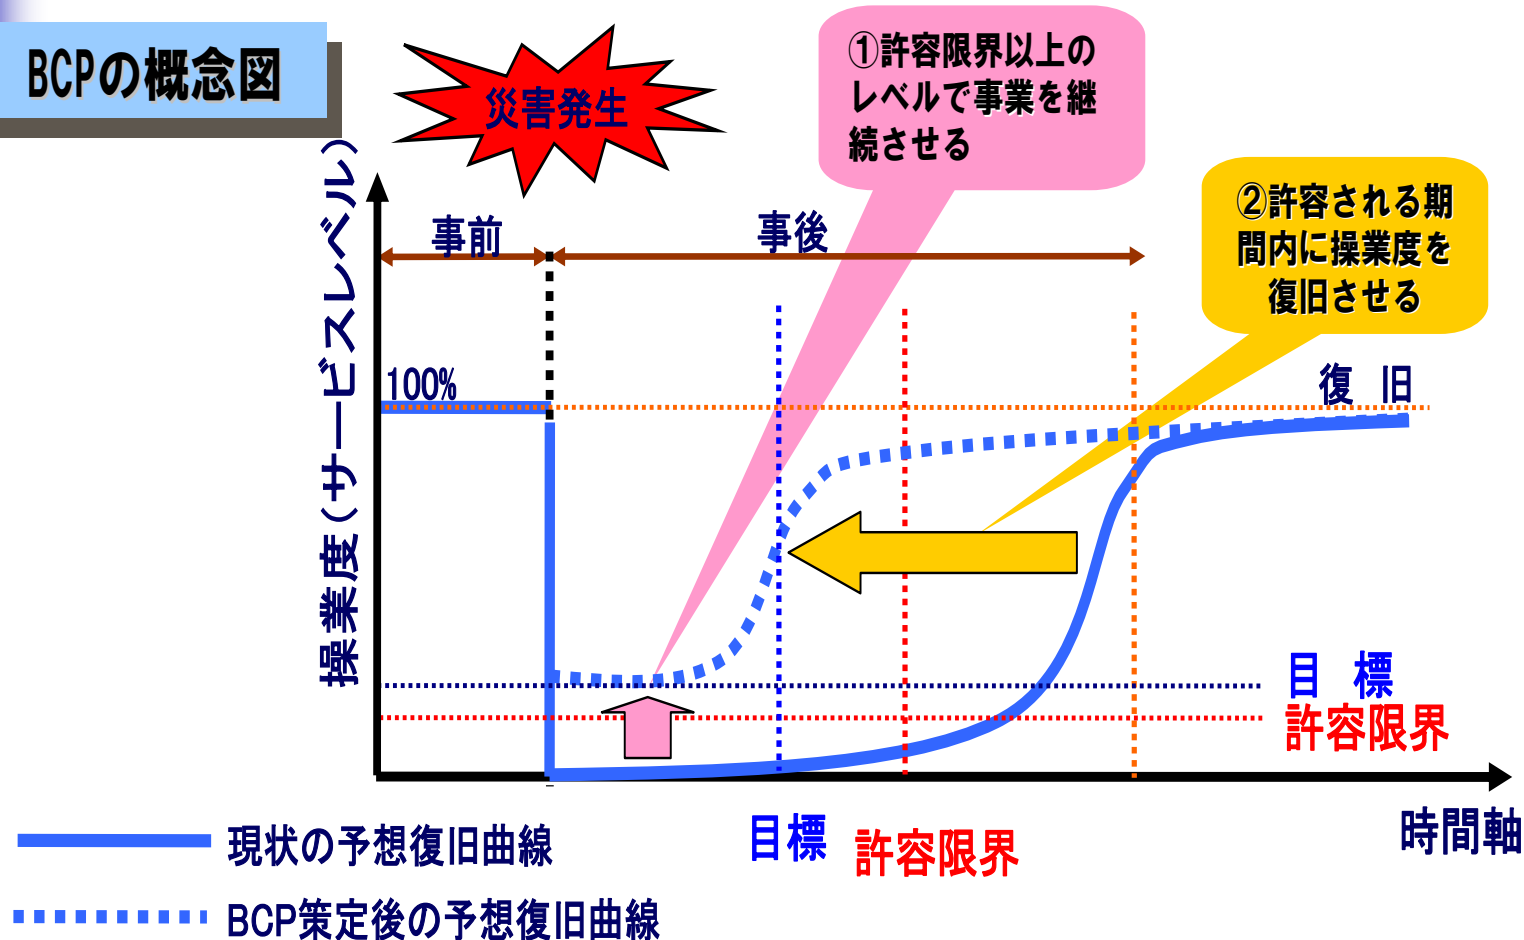 BCPの概念図
災害発生
①許容限界以上の
レベルで事業を継
続させる
②許容される期
間内に操業度を
復旧させる
事前
事後
操業度(サービスレベル)
100%
復 旧
目 標
許容限界
目標
許容限界
時間軸
現状の予想復旧曲線
BCP策定後の予想復旧曲線